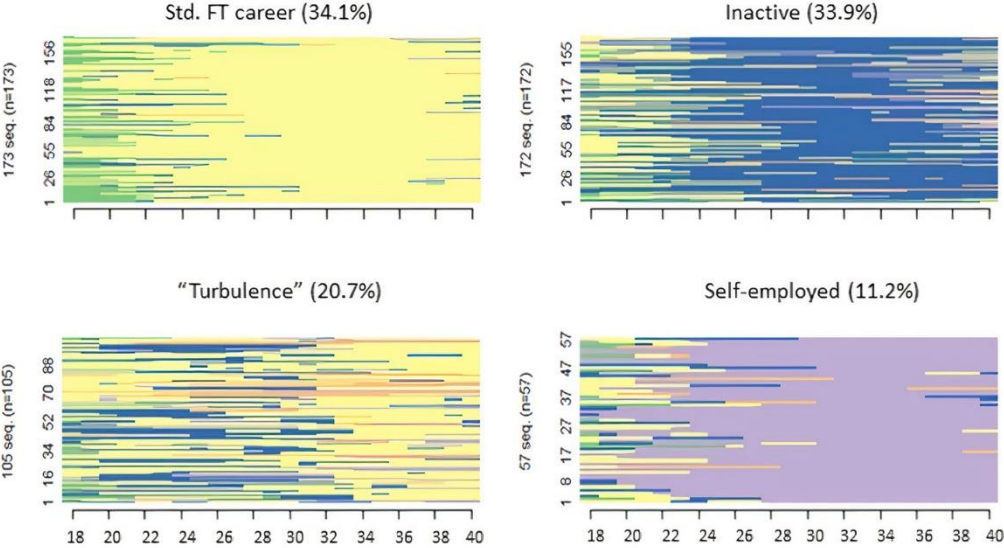 Std. FT career (34.1%)
173 seq. (n=173)
1 26 55 84 118 156
Inactive (33.9%)
172 seq. (n=172)
1 26 55 84 117 155
“Turbulence” (20.7%)
105 seq. (n=105)
1 16 34 52 70 88
18 20 22 24 26 28 30 32 34 36 38 40
Self-employed (11.2%)
57 seq. (n=57)
1 8 17 27 37 47 57
18 20 22 24 26 28 30 32 34 36 38 40